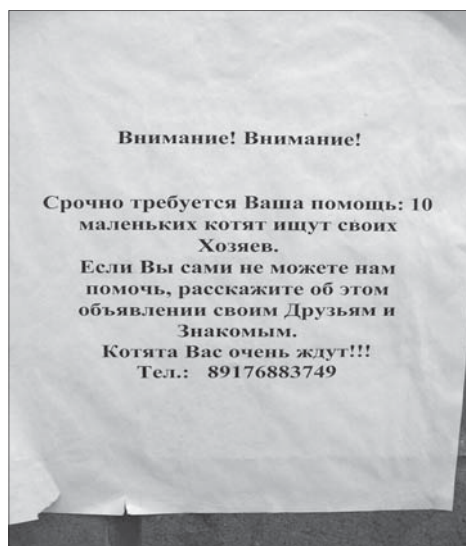 Внимание! Внимание!
Срочно требуется Ваша помощь: 10
маленьких котят ищут своих
Хозяев.
Если Вы сами не можете нам
помочь, расскажите об этом
объявлении своим Друзьям и
Знакомым.
Котята Вас очень ждут!!!
Тел.: 89176883749